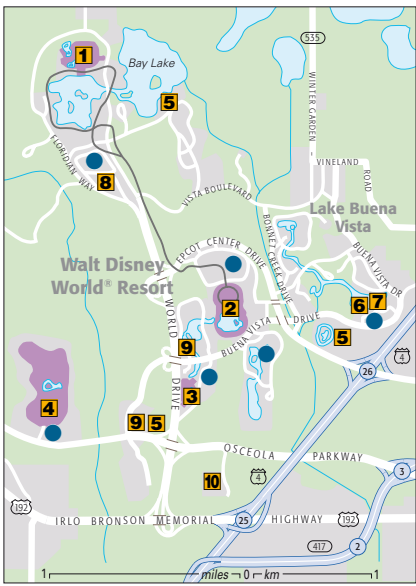 1
Bay Lake
535
5
WINTER GARDEN -
VINELAND
ROAD
FLORIDIAN WAY
8
VISTA BOULEVARD
Lake Buena
Vista
BONNET CREEK DRIVE
EPCOT CENTER DRIVE
BUENA VISTA DR
Walt Disney
World® Resort
WORLD
DRIVE
2
6
7
BUENA VISTA DRIVE
5
9
4
3
26
4
9
5
OSCEOLA PARKWAY
10
4
3
192
IRLO BRONSON MEMORIAL HIGHWAY
25
192
417
2
1 miles 0 km 1